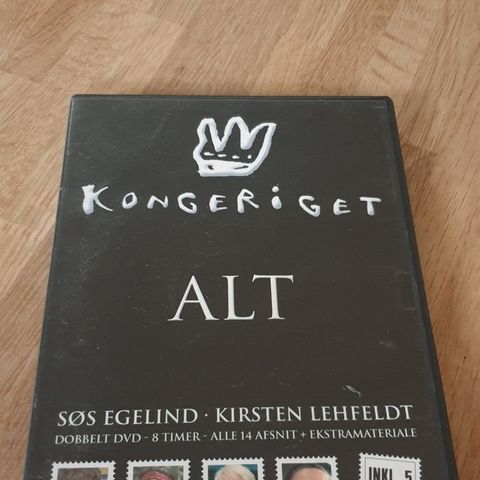 KONGERiGET
ALT
SØS EGELIND · KIRSTEN LEHFELDT
DOBBELT DVD - 8 TIMER - ALLE 14 AFSNIT + EKSTRAMATERIALE
INKL. 5